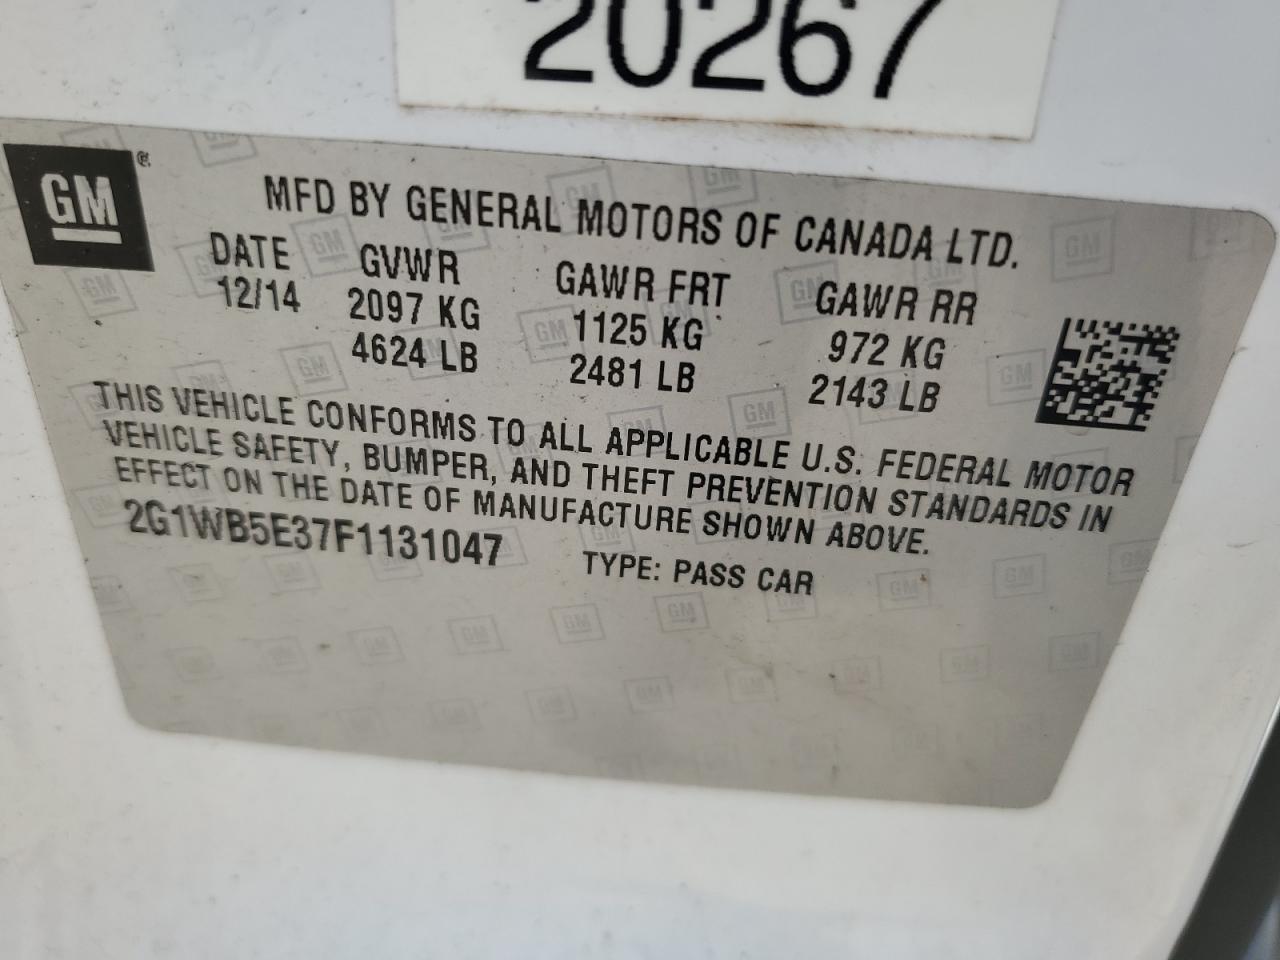 20267
GM ®
MFD BY GENERAL MOTORS OF CANADA LTD.
DATE GVWR GAWR FRT GAWR RR
12/14 2097 KG 1125 KG 972 KG
4624 LB 2481 LB 2143 LB
THIS VEHICLE CONFORMS TO ALL APPLICABLE U.S. FEDERAL MOTOR
VEHICLE SAFETY, BUMPER, AND THEFT PREVENTION STANDARDS IN
EFFECT ON THE DATE OF MANUFACTURE SHOWN ABOVE.
2G1WB5E37F1131047 TYPE: PASS CAR